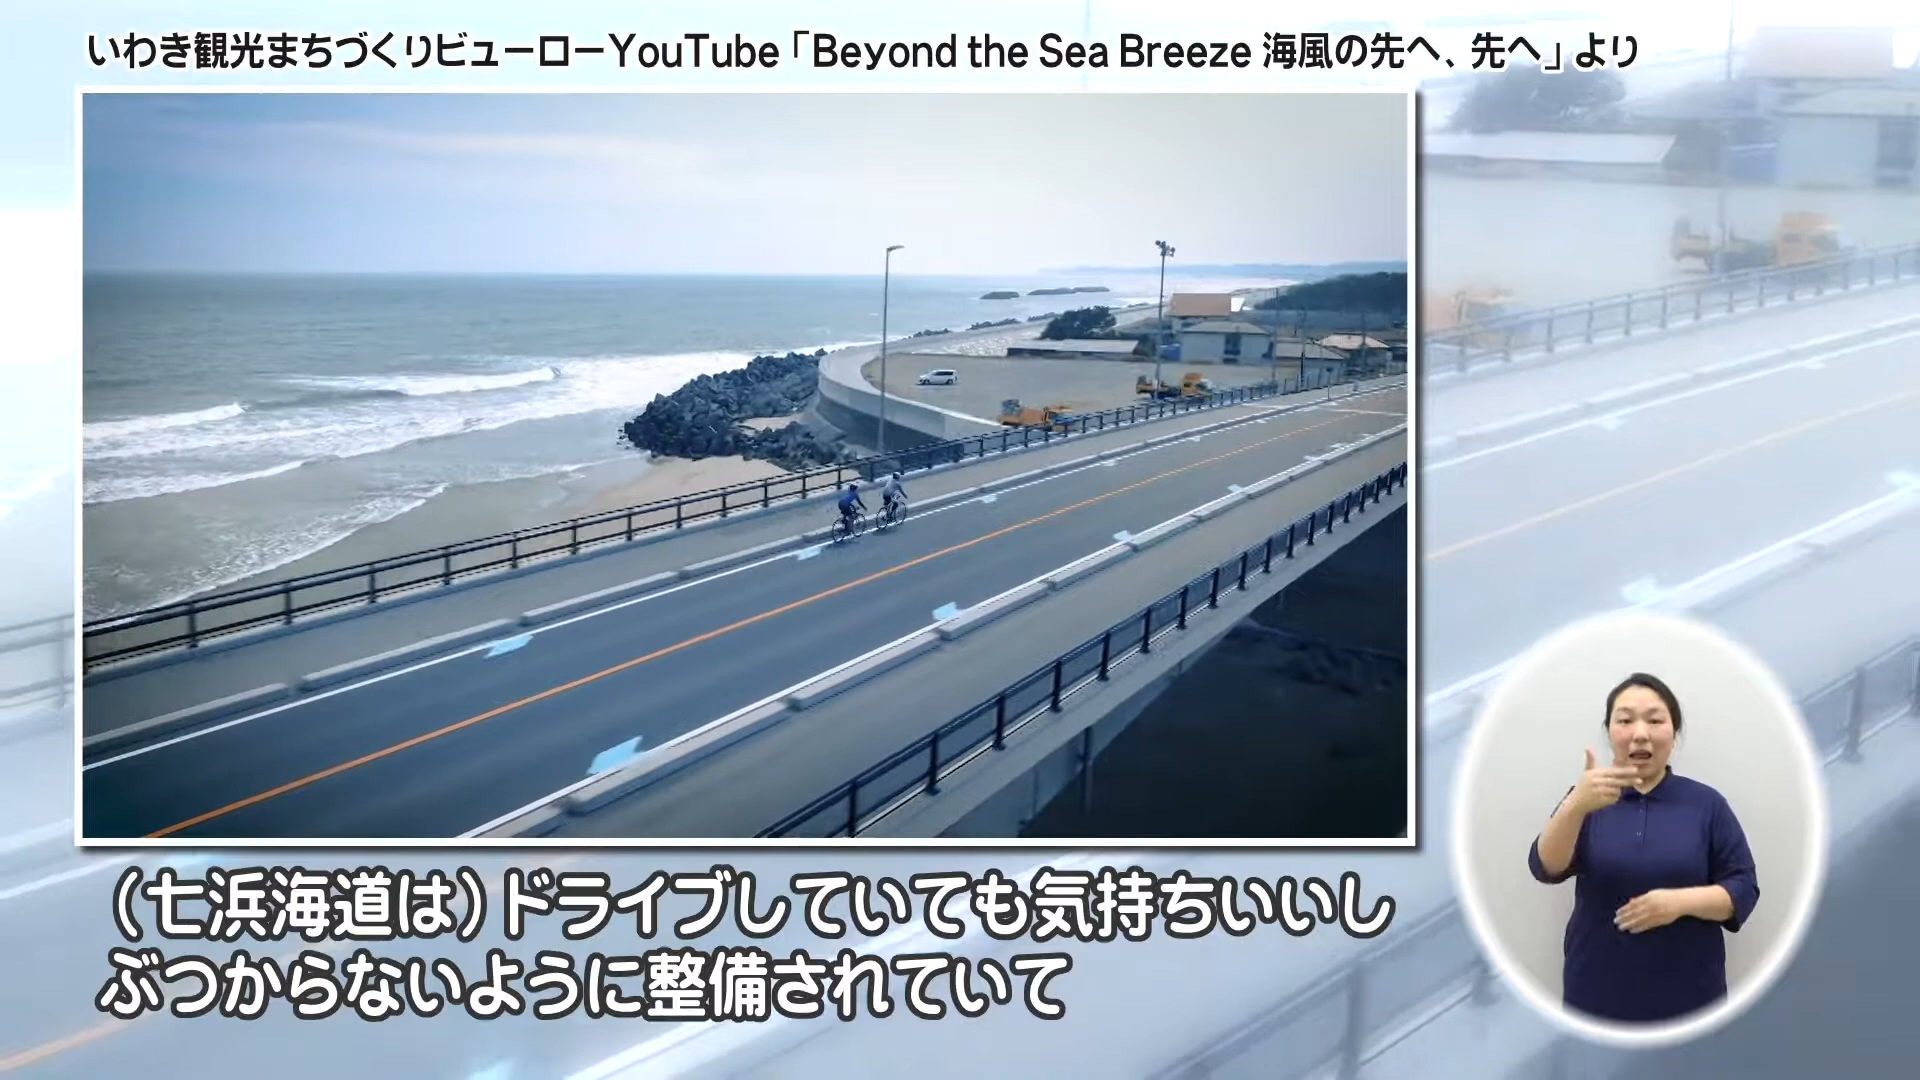 いわき観光まちづくりビューローYouTube「Beyond the Sea Breeze 海風の先へ、先へ」より
（七浜海道は）ドライブしていても気持ちいいし
ぶつからないように整備されていて